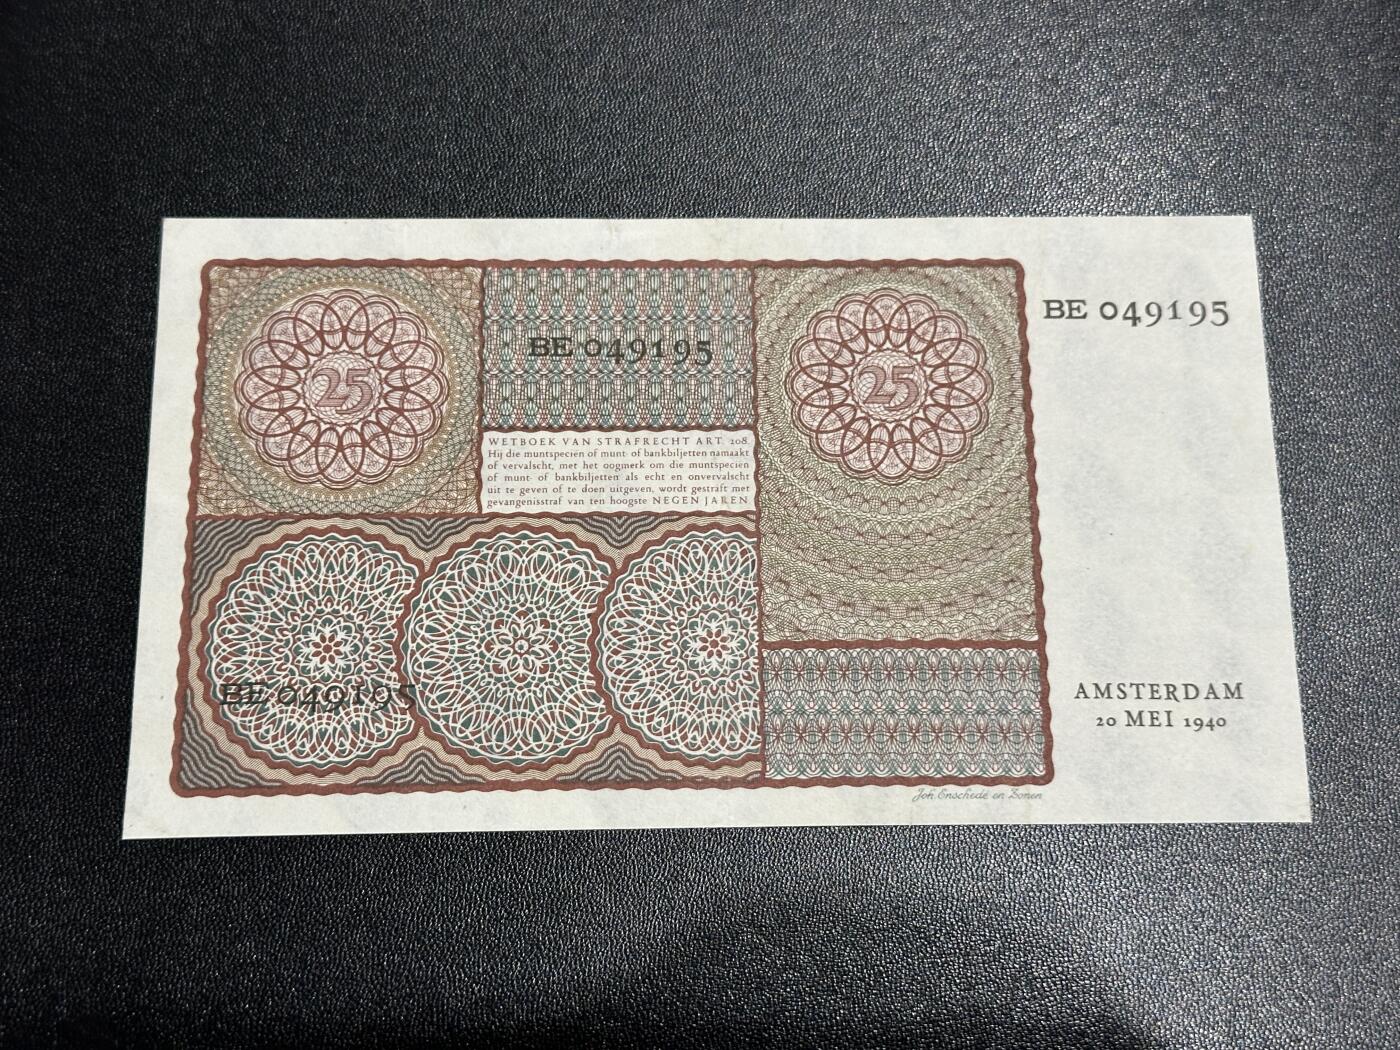 25
BE 049195
25
BE 049195
WETBOEK VAN STRAFRECHT ART. 208.
Hij die muntspeciën of munt- of bankbiljetten namaakt
of vervalscht, met het oogmerk om die muntspeciën
of munt- of bankbiljetten als echt en onvervalscht
uit te geven of te doen uitgeven, wordt gestraft met
gevangenisstraf van ten hoogste NEGEN JAREN
BE 049195
AMSTERDAM
20 MEI 1940
Joh. Enschedé en Zonen